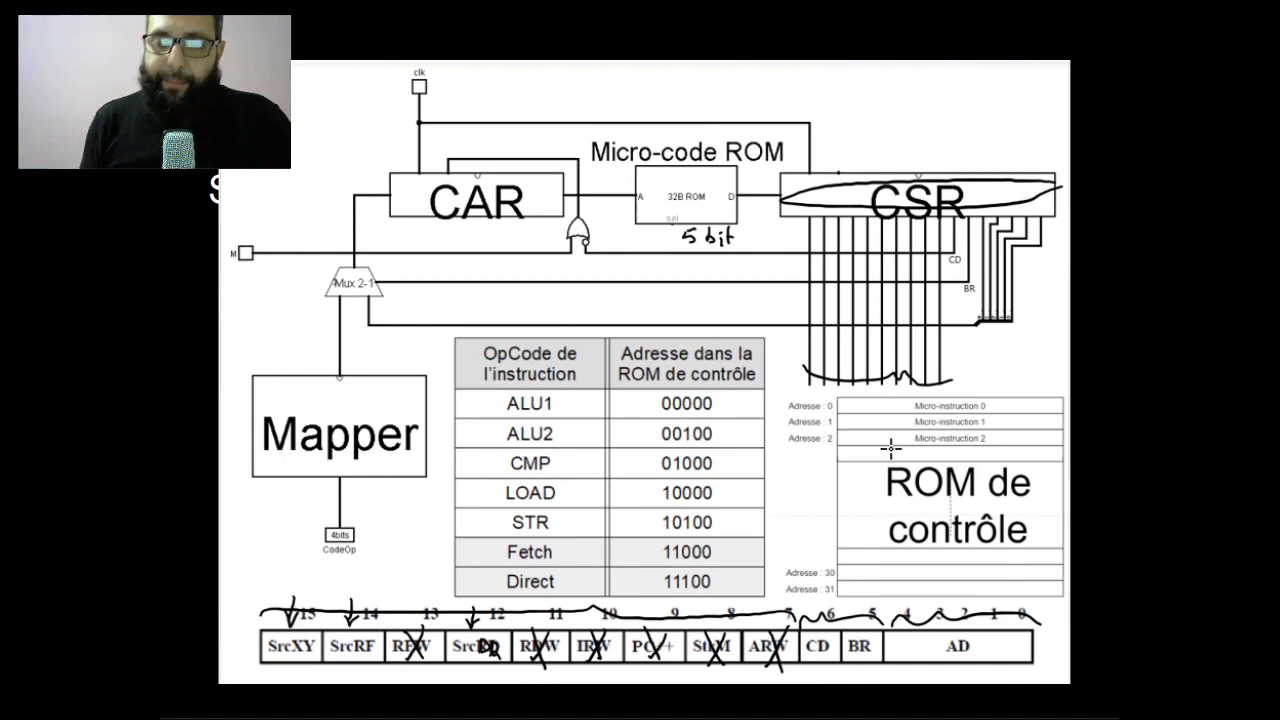 clk
Micro-code ROM
CAR
A
32B ROM
D
sel
5 bit
CSR
M
Mux 2-1
CD
BR
S
OpCode de l'instruction
Adresse dans la ROM de contrôle
ALU1 00000
ALU2 00100
CMP 01000
LOAD 10000
STR 10100
Fetch 11000
Direct 11100
Mapper
4bits
CodeOp
Adresse : 0 Micro-instruction 0
Adresse : 1 Micro-instruction 1
Adresse : 2 Micro-instruction 2
ROM de
contrôle
Adresse : 30
Adresse : 31
15 14 13 12 11 10 9 8 7 6 5 4 3 2 1 0
SrcXY SrcRF CD BR AD